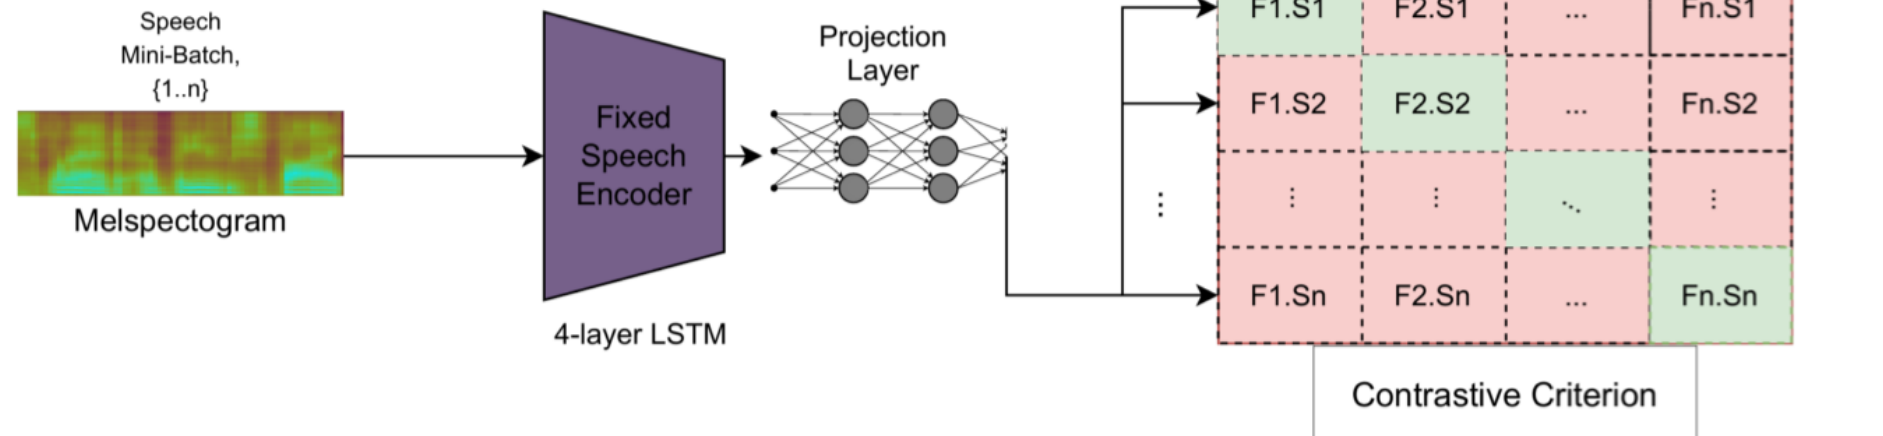 Speech
Mini-Batch,
{1..n}
Melspectogram
Fixed
Speech
Encoder
4-layer LSTM
Projection
Layer
F1.S1 F2.S1 ... Fn.S1
F1.S2 F2.S2 ... Fn.S2
⋮
⋮ ⋮ ⋱ ⋮
F1.Sn F2.Sn ... Fn.Sn
Contrastive Criterion